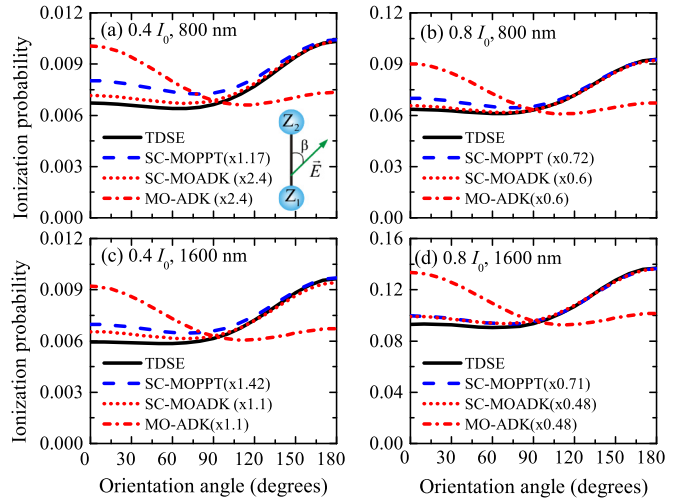 (a) 0.4 I₀, 800 nm
Ionization probability
0.012
0.009
0.006
0.003
0.000
TDSE
SC-MOPPT(x1.17)
SC-MOADK (x2.4)
MO-ADK (x2.4)
Z₂
β
E⃗
Z₁
(b) 0.8 I₀, 800 nm
0.12
0.09
0.06
0.03
0.00
TDSE
SC-MOPPT (x0.72)
SC-MOADK (x0.6)
MO-ADK(x0.6)
(c) 0.4 I₀, 1600 nm
Ionization probability
0.012
0.009
0.006
0.003
0.000
TDSE
SC-MOPPT(x1.42)
SC-MOADK (x1.1)
MO-ADK(x1.1)
0 30 60 90 120 150 180
Orientation angle (degrees)
(d) 0.8 I₀, 1600 nm
0.16
0.12
0.08
0.04
0.00
TDSE
SC-MOPPT(x0.71)
SC-MOADK(x0.48)
MO-ADK(x0.48)
0 30 60 90 120 150 180
Orientation angle (degrees)